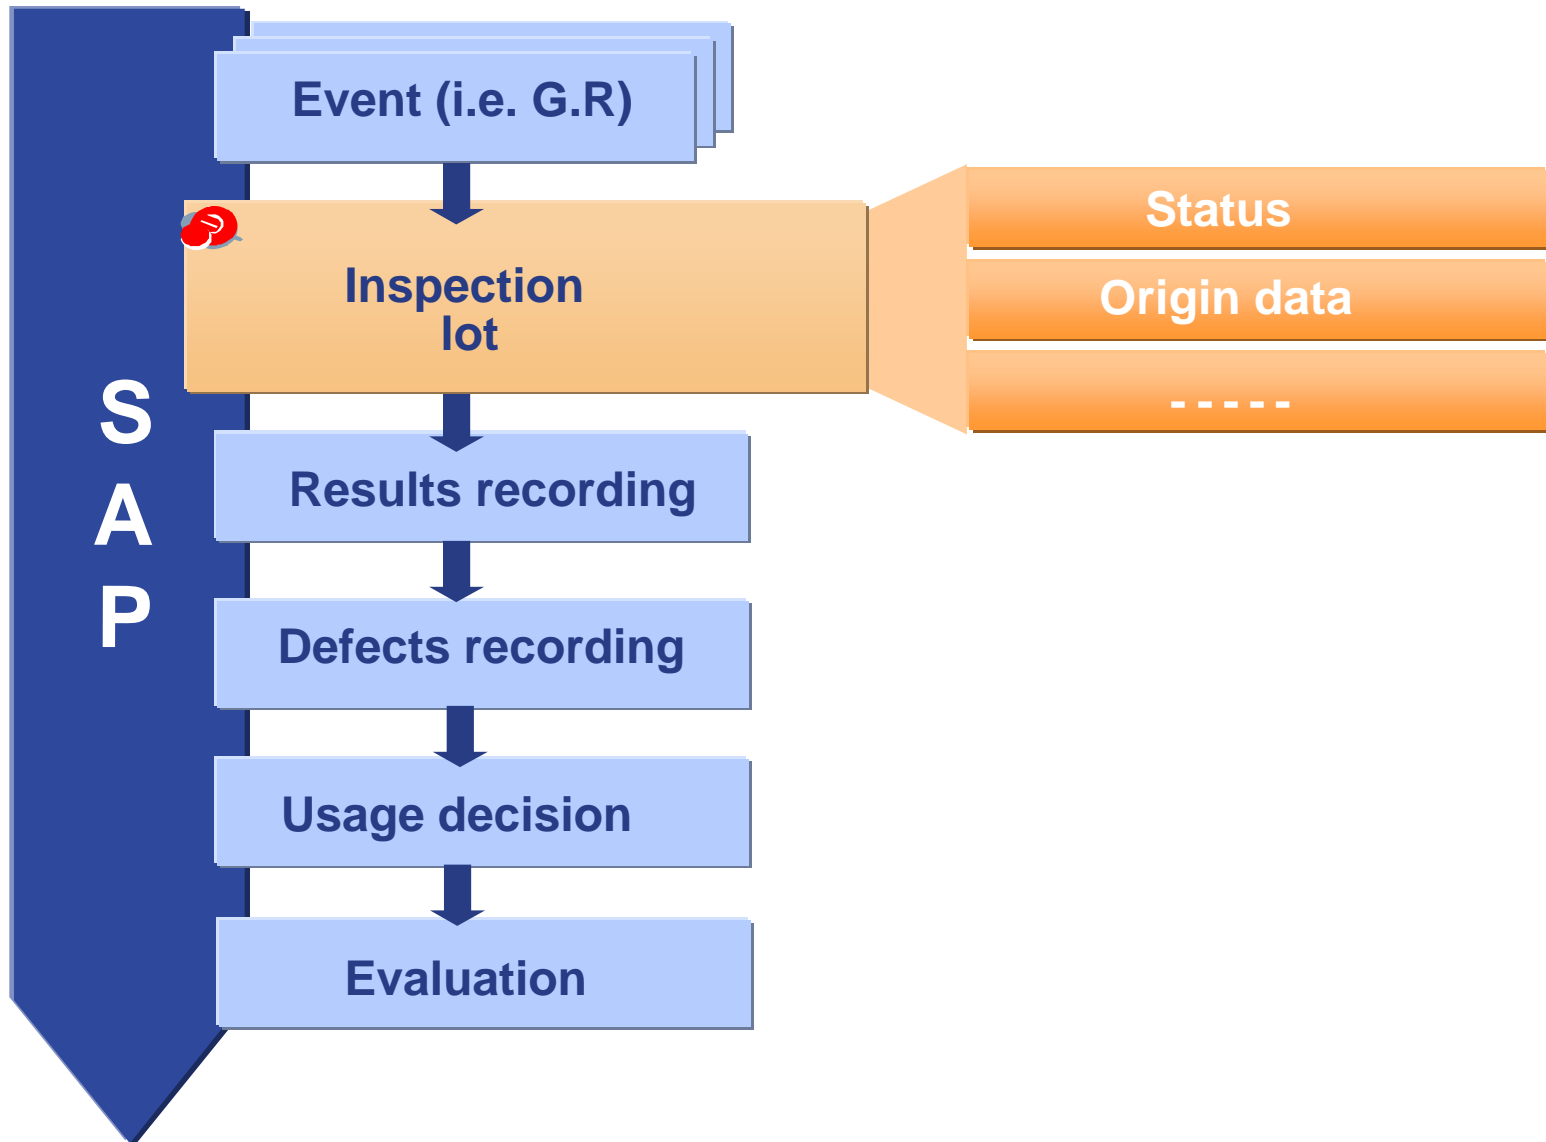 Event (i.e. G.R)
Status
Origin data
- - - - -
Inspection
lot
S
A
P
Results recording
Defects recording
Usage decision
Evaluation